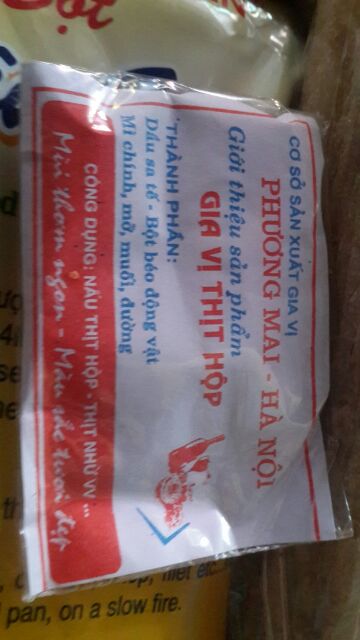 CƠ SỞ SẢN XUẤT GIA VỊ
PHƯƠNG MAI - HÀ NỘI
Giới thiệu sản phẩm
GIA VỊ THỊT HỘP
THÀNH PHẦN:
Dầu sa tế - Bột béo động vật
Mì chính, mỡ, muối, đường
CÔNG DỤNG: NẤU THỊT HỘP - THỊT NHỪ VV ...
Mùi thơm ngon - Màu sắc tươi đẹp
pan, on a slow fire.